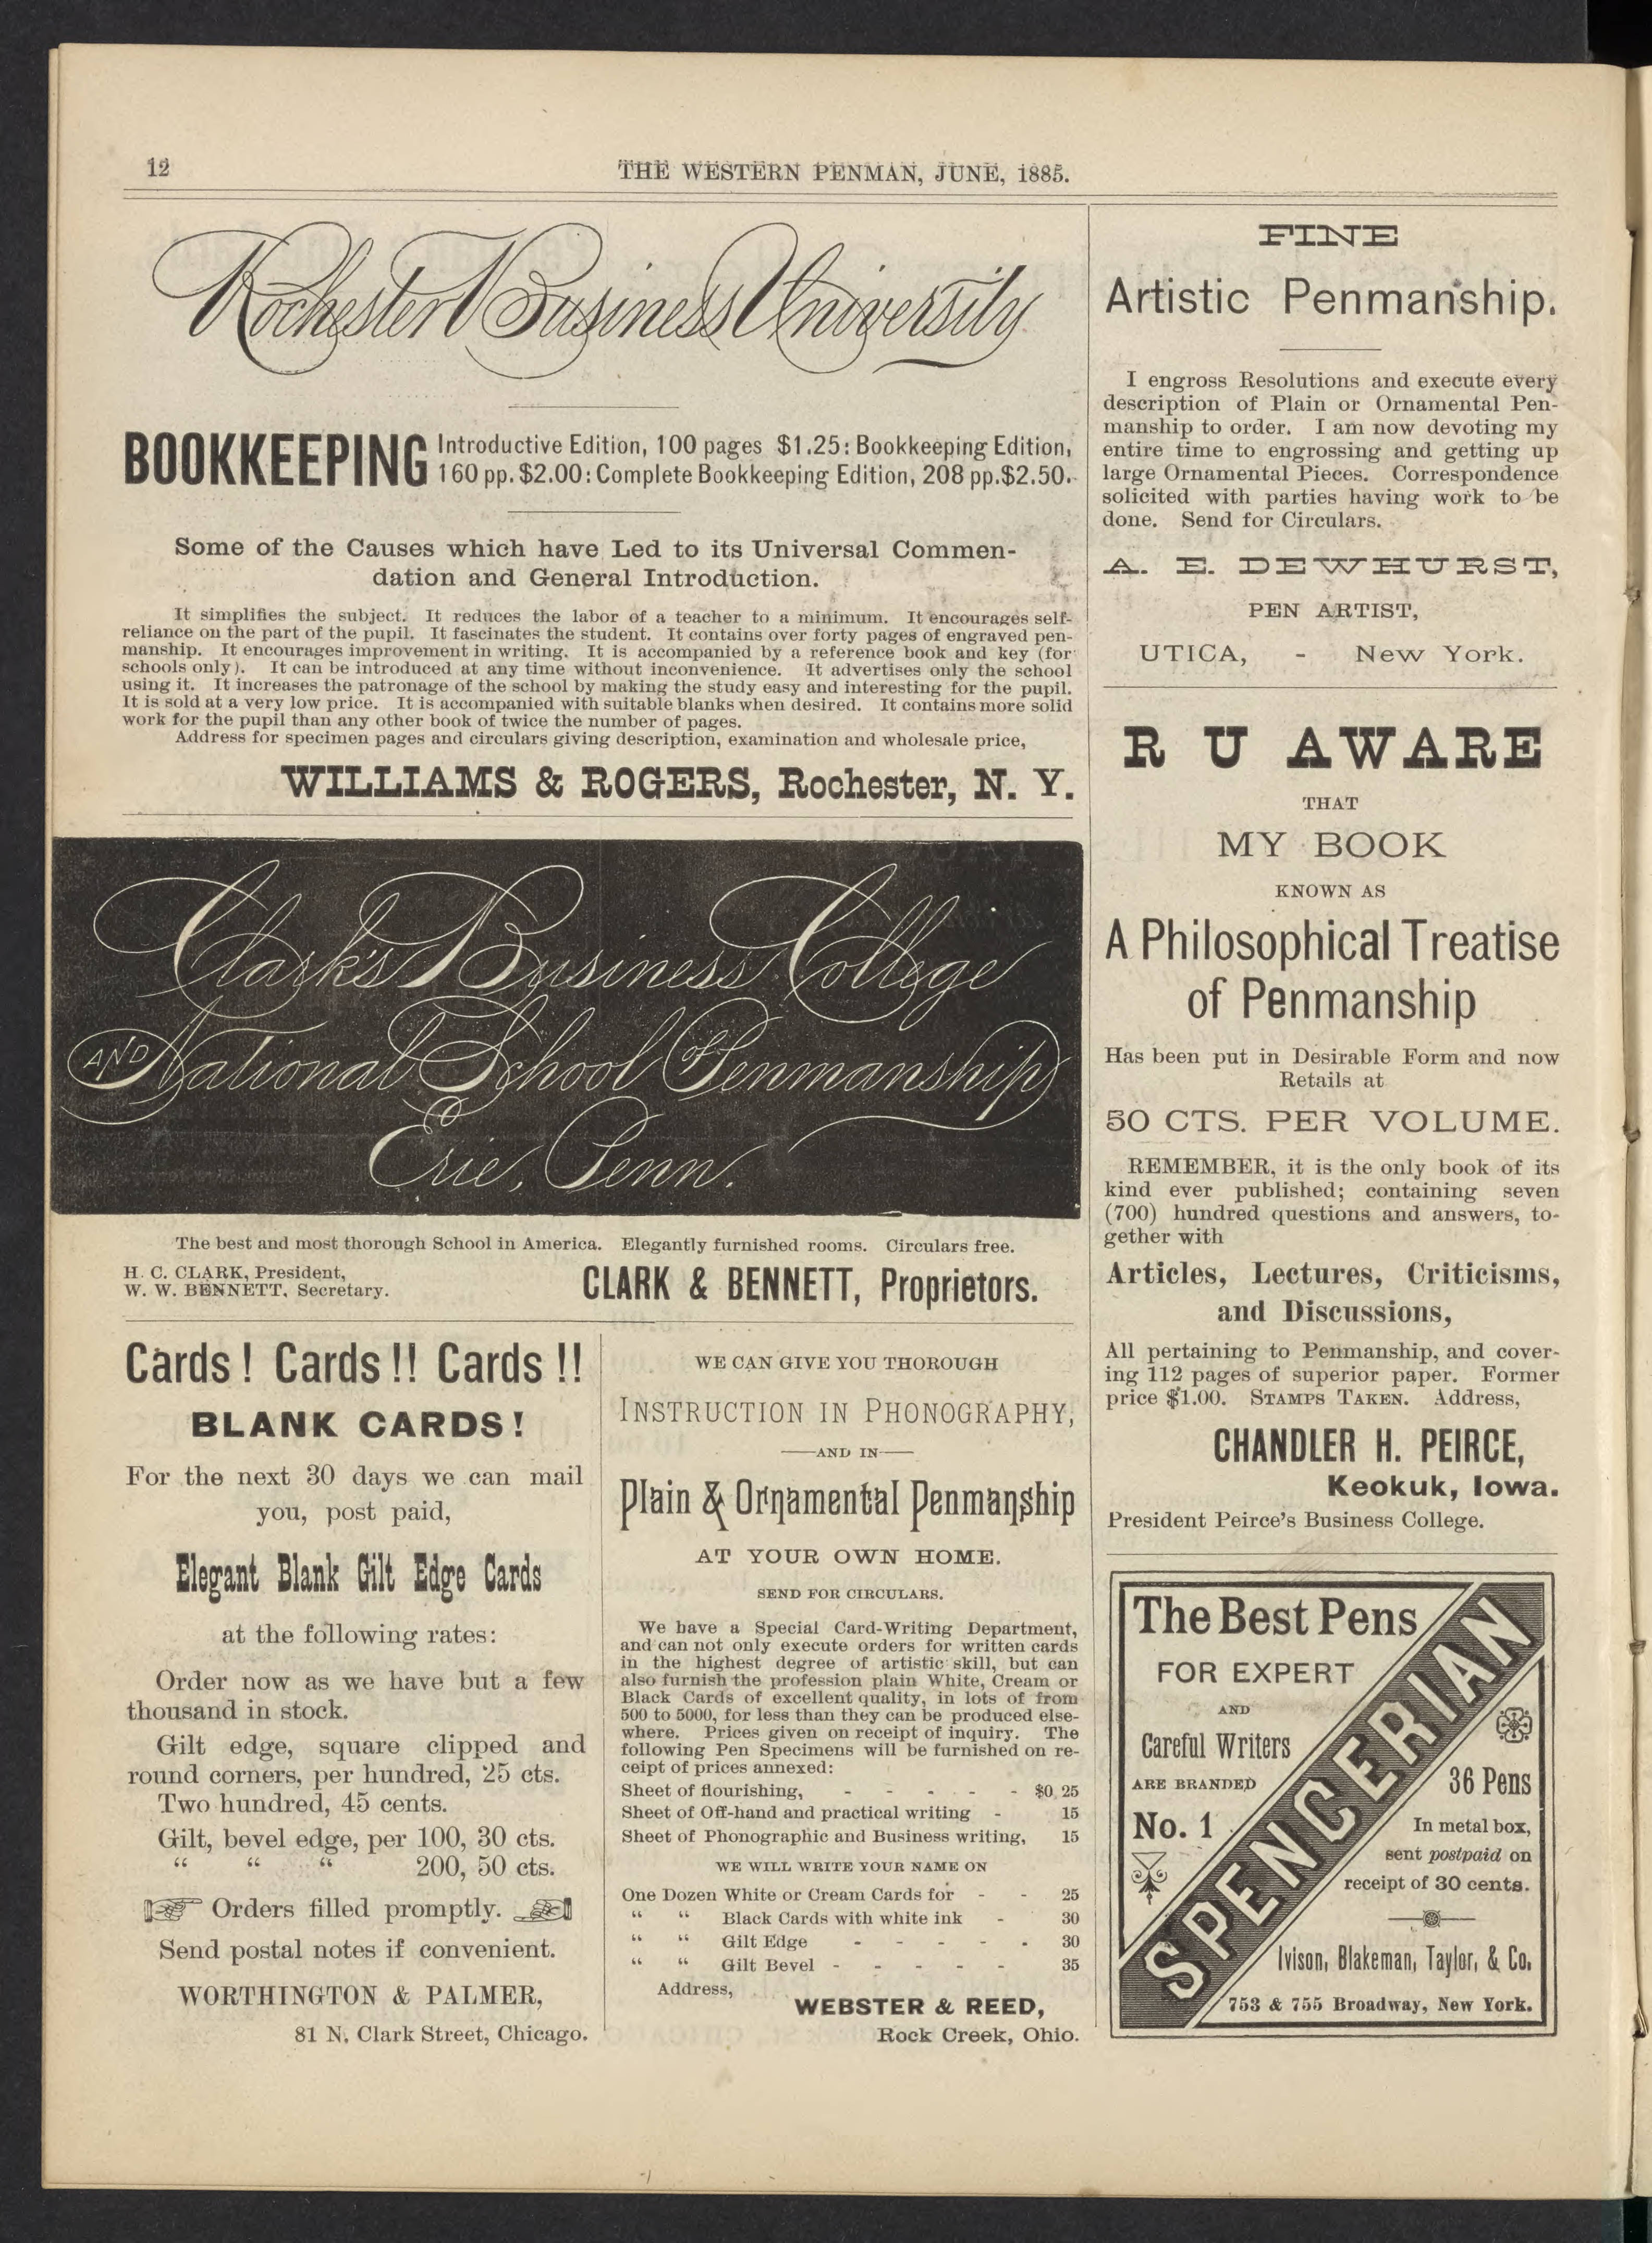 12
THE WESTERN PENMAN, JUNE, 1885.
Rochester Business University
BOOKKEEPING
Introductive Edition, 100 pages $1.25: Bookkeeping Edition,
160 pp. $2.00: Complete Bookkeeping Edition, 208 pp. $2.50.
Some of the Causes which have Led to its Universal Commen-
dation and General Introduction.
It simplifies the subject. It reduces the labor of a teacher to a minimum. It encourages self-
reliance on the part of the pupil. It fascinates the student. It contains over forty pages of engraved pen-
manship. It encourages improvement in writing. It is accompanied by a reference book and key (for
schools only). It can be introduced at any time without inconvenience. It advertises only the school
using it. It increases the patronage of the school by making the study easy and interesting for the pupil.
It is sold at a very low price. It is accompanied with suitable blanks when desired. It contains more solid
work for the pupil than any other book of twice the number of pages.
Address for specimen pages and circulars giving description, examination and wholesale price,
WILLIAMS & ROGERS, Rochester, N. Y.
Clark's Business College
AND National School of Penmanship
Erie, Penn.
The best and most thorough School in America. Elegantly furnished rooms. Circulars free.
H. C. CLARK, President,
W. W. BENNETT, Secretary.
CLARK & BENNETT, Proprietors.
Cards! Cards!! Cards!!
BLANK CARDS!
For the next 30 days we can mail
you, post paid,
Elegant Blank Gilt Edge Cards
at the following rates:
Order now as we have but a few
thousand in stock.
Gilt edge, square clipped and
round corners, per hundred, 25 cts.
Two hundred, 45 cents.
Gilt, bevel edge, per 100, 30 cts.
“ “ “ 200, 50 cts.
Orders filled promptly.
Send postal notes if convenient.
WORTHINGTON & PALMER,
81 N. Clark Street, Chicago.
WE CAN GIVE YOU THOROUGH
INSTRUCTION IN PHONOGRAPHY,
—AND IN—
Plain & Ornamental Penmanship
AT YOUR OWN HOME.
SEND FOR CIRCULARS.
We have a Special Card-Writing Department,
and can not only execute orders for written cards
in the highest degree of artistic skill, but can
also furnish the profession plain White, Cream or
Black Cards of excellent quality, in lots of from
500 to 5000, for less than they can be produced else-
where. Prices given on receipt of inquiry. The
following Pen Specimens will be furnished on re-
ceipt of prices annexed:
Sheet of flourishing, - - - - - $0 25
Sheet of Off-hand and practical writing - 15
Sheet of Phonographic and Business writing, 15
WE WILL WRITE YOUR NAME ON
One Dozen White or Cream Cards for - - 25
“ “ Black Cards with white ink - 30
“ “ Gilt Edge - - - - - 30
“ “ Gilt Bevel - - - - - 35
Address,
WEBSTER & REED,
Rock Creek, Ohio.
FINE
Artistic Penmanship.
I engross Resolutions and execute every
description of Plain or Ornamental Pen-
manship to order. I am now devoting my
entire time to engrossing and getting up
large Ornamental Pieces. Correspondence
solicited with parties having work to be
done. Send for Circulars.
A. E. DEWHURST,
PEN ARTIST,
UTICA, - New York.
R U AWARE
THAT
MY BOOK
KNOWN AS
A Philosophical Treatise
of Penmanship
Has been put in Desirable Form and now
Retails at
50 CTS. PER VOLUME.
REMEMBER, it is the only book of its
kind ever published; containing seven
(700) hundred questions and answers, to-
gether with
Articles, Lectures, Criticisms,
and Discussions,
All pertaining to Penmanship, and cover-
ing 112 pages of superior paper. Former
price $1.00. STAMPS TAKEN. Address,
CHANDLER H. PEIRCE,
Keokuk, Iowa.
President Peirce's Business College.
The Best Pens
FOR EXPERT
AND
Careful Writers
ARE BRANDED
No. 1
SPENCERIAN
36 Pens
In metal box,
sent postpaid on
receipt of 30 cents.
Ivison, Blakeman, Taylor, & Co.
753 & 755 Broadway, New York.